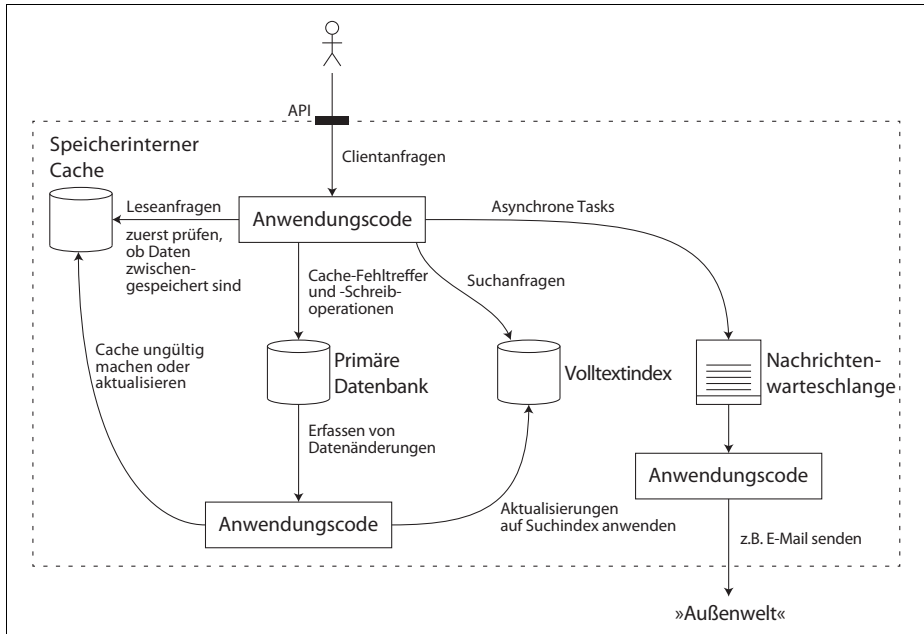 API
Speicherinterner
Cache
Clientanfragen
Leseanfragen
Anwendungscode
Asynchrone Tasks
zuerst prüfen,
ob Daten
zwischen-
gespeichert sind
Cache-Fehltreffer
und -Schreib-
operationen
Suchanfragen
Cache ungültig
machen oder
aktualisieren
Primäre
Datenbank
Volltextindex
Nachrichten-
warteschlange
Erfassen von
Datenänderungen
Anwendungscode
Anwendungscode
Aktualisierungen
auf Suchindex anwenden
z.B. E-Mail senden
»Außenwelt«